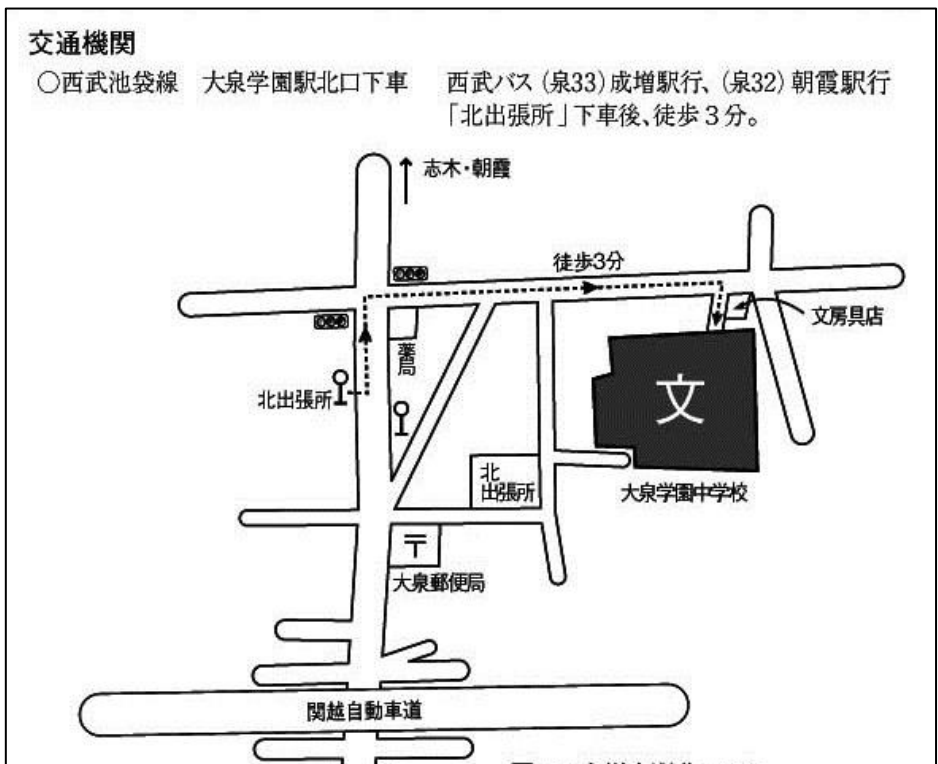 交通機関
○西武池袋線　大泉学園駅北口下車　西武バス（泉33）成増駅行、（泉32）朝霞駅行
「北出張所」下車後、徒歩３分。
志木・朝霞
徒歩3分
文房具店
薬局
北出張所
文
北
出張所
大泉学園中学校
〒
大泉郵便局
関越自動車道